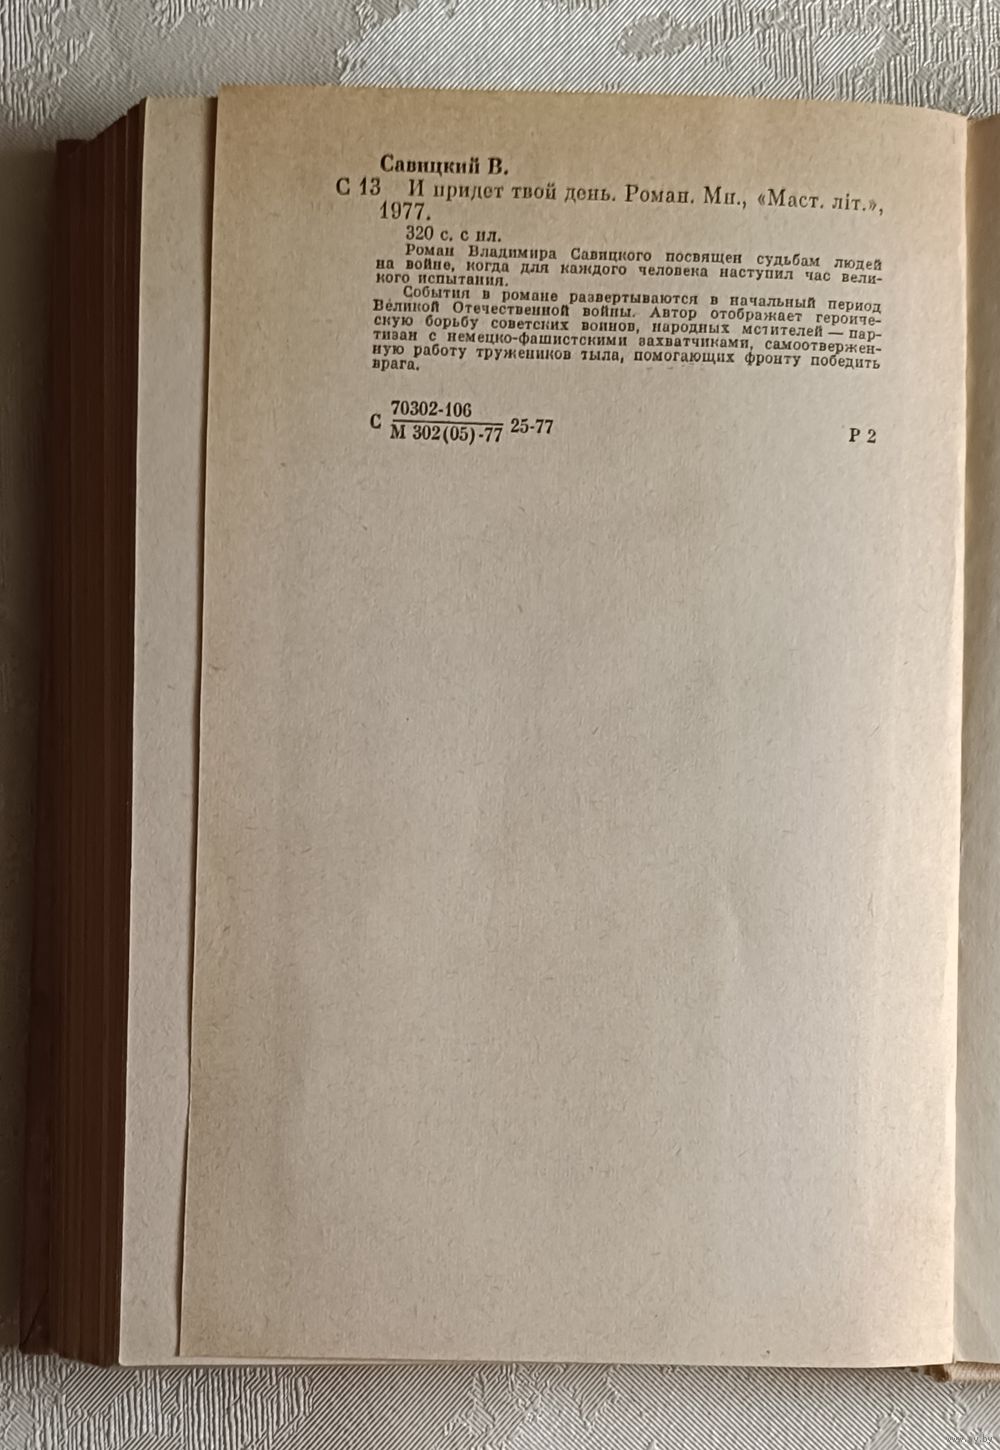 Савицкий В.
С 13 И придет твой день. Роман. Мн., «Маст. літ.»,
1977.
320 с. с ил.
Роман Владимира Савицкого посвящен судьбам людей
на войне, когда для каждого человека наступил час вели-
кого испытания.
События в романе развертываются в начальный период
Великой Отечественной войны. Автор отображает героиче-
скую борьбу советских воинов, народных мстителей — пар-
тизан с немецко-фашистскими захватчиками, самоотвержен-
ную работу тружеников тыла, помогающих фронту победить
врага.
70302-106
С 25-77
М 302(05)-77
Р 2